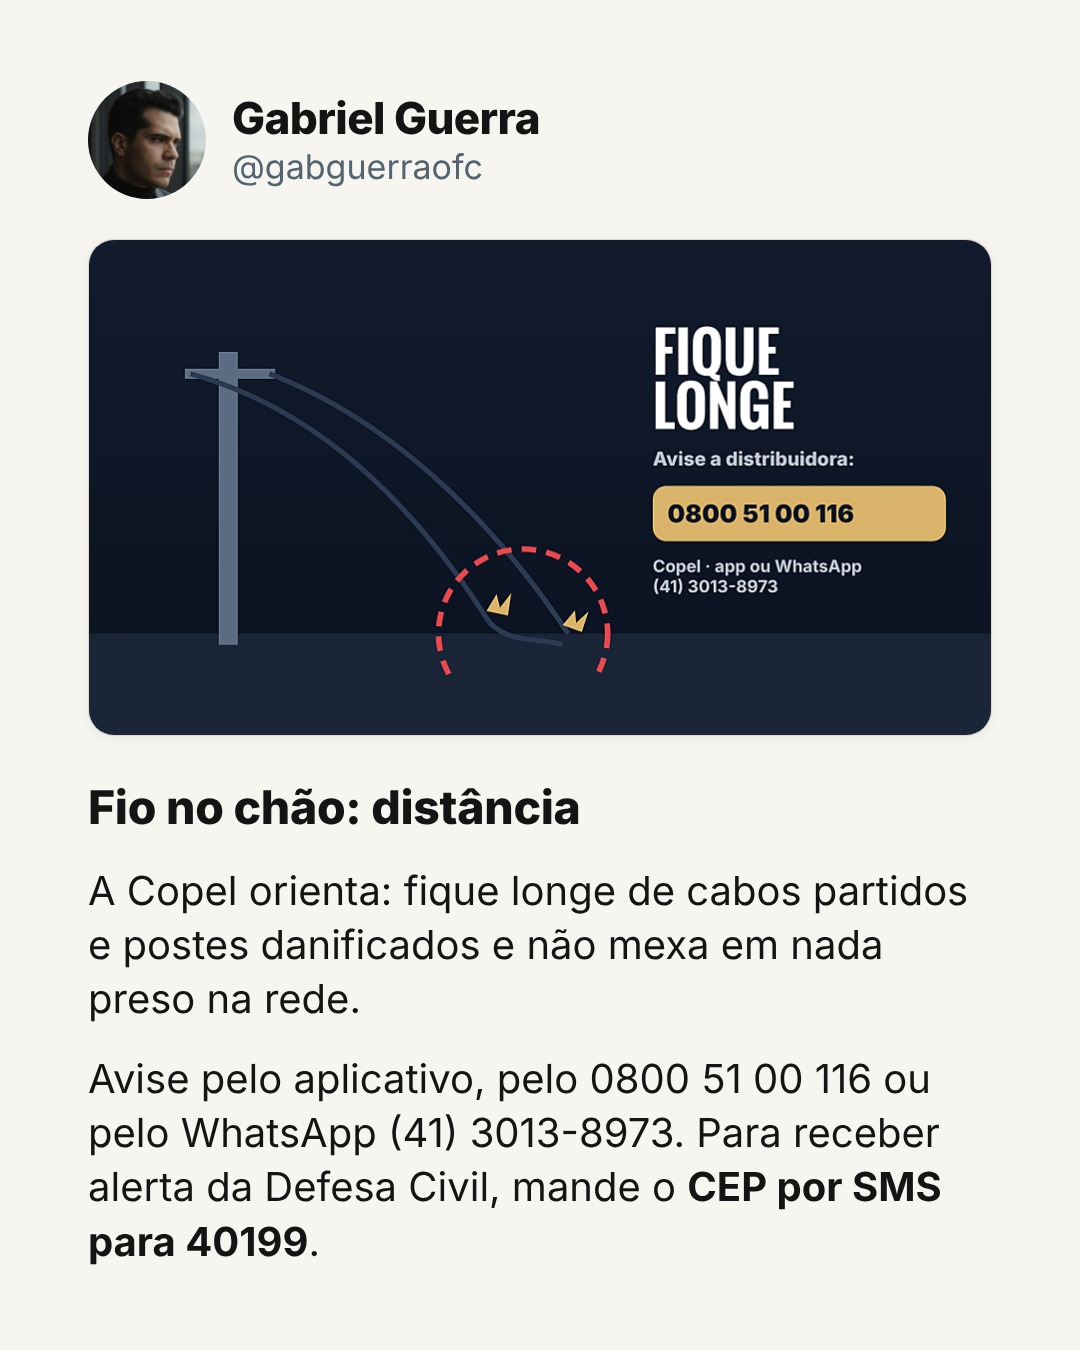 Gabriel Guerra
@gabguerraofc
FIQUE
LONGE
Avise a distribuidora:
0800 51 00 116
Copel · app ou WhatsApp
(41) 3013-8973
Fio no chão: distância
A Copel orienta: fique longe de cabos partidos
e postes danificados e não mexa em nada
preso na rede.
Avise pelo aplicativo, pelo 0800 51 00 116 ou
pelo WhatsApp (41) 3013-8973. Para receber
alerta da Defesa Civil, mande o CEP por SMS
para 40199.